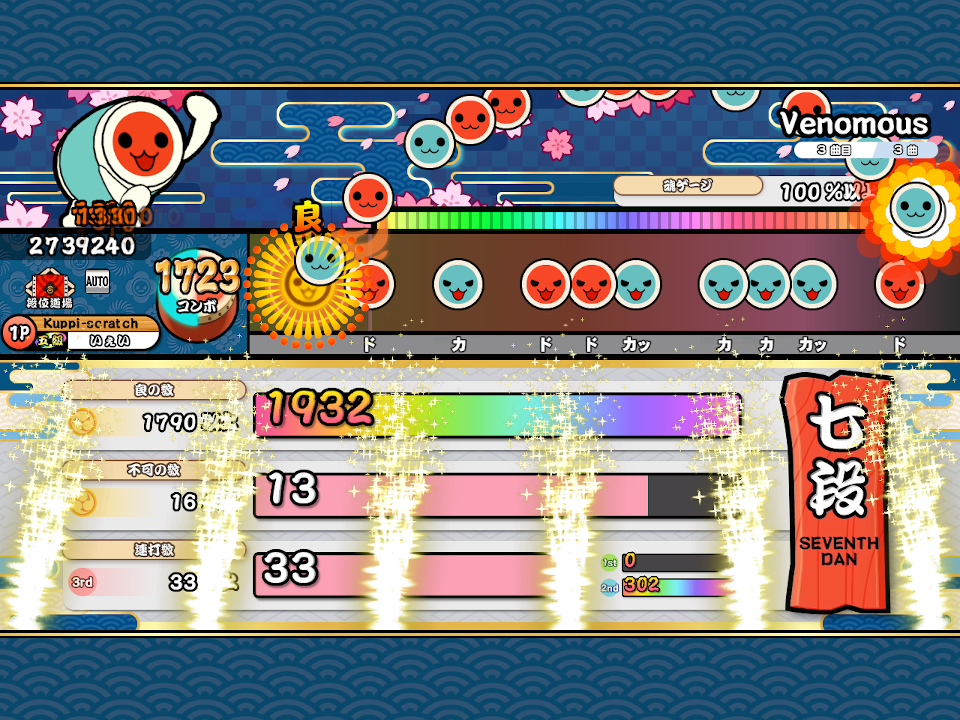 Venomous
3曲目 3曲
魂ゲージ
100%以
良
2739240
AUTO
段位道場
1723
コンボ
1P
Kuppi-scratch
五級
いぇい
ド カ ド ド カッ カ カ カッ ド
良の数
1790
1932
不可の数
16
13
連打数
3rd
33
33
1st 0
2nd 302
七段
SEVENTH
DAN